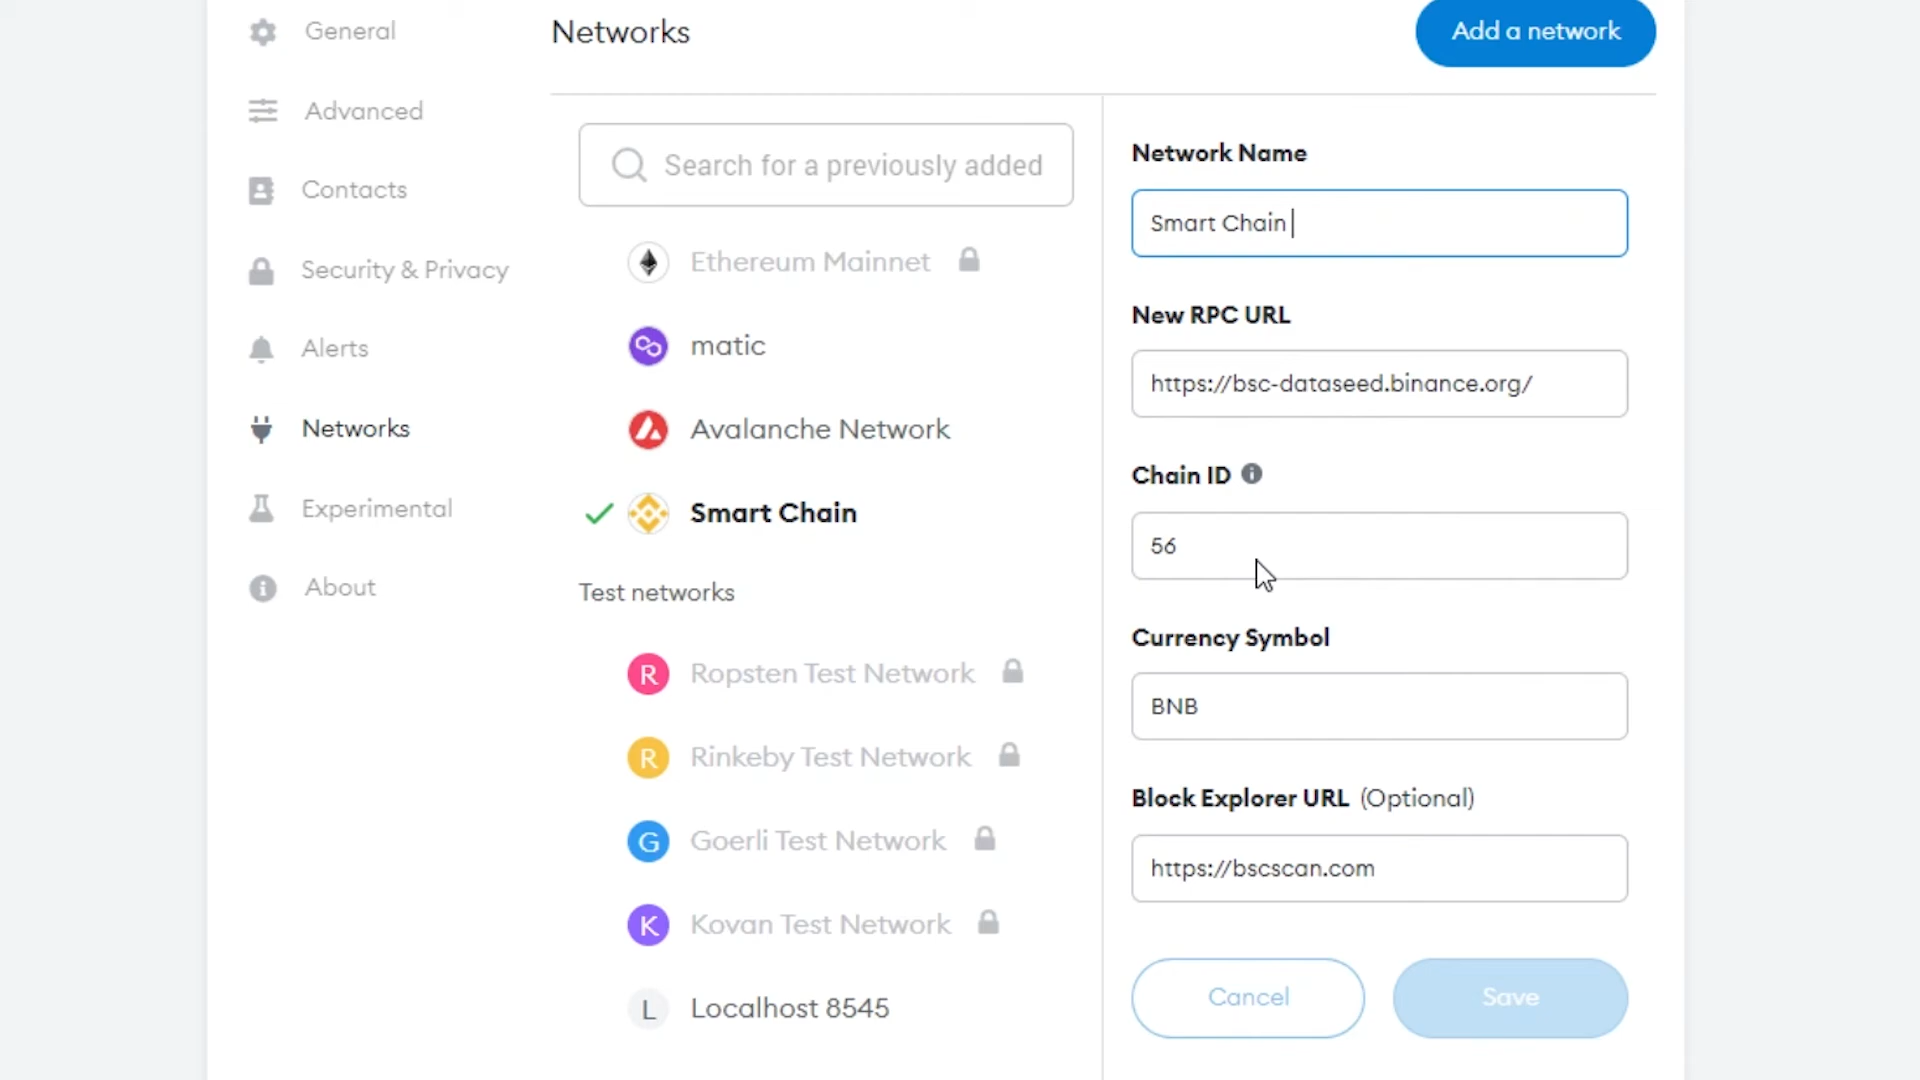 General
Advanced
Contacts
Security & Privacy
Alerts
Networks
Experimental
About
Networks
Add a network
Search for a previously added
Ethereum Mainnet
matic
Avalanche Network
Smart Chain
Test networks
R Ropsten Test Network
R Rinkeby Test Network
G Goerli Test Network
K Kovan Test Network
L Localhost 8545
Network Name
Smart Chain
New RPC URL
https://bsc-dataseed.binance.org/
Chain ID
56
Currency Symbol
BNB
Block Explorer URL (Optional)
https://bscscan.com
Cancel
Save